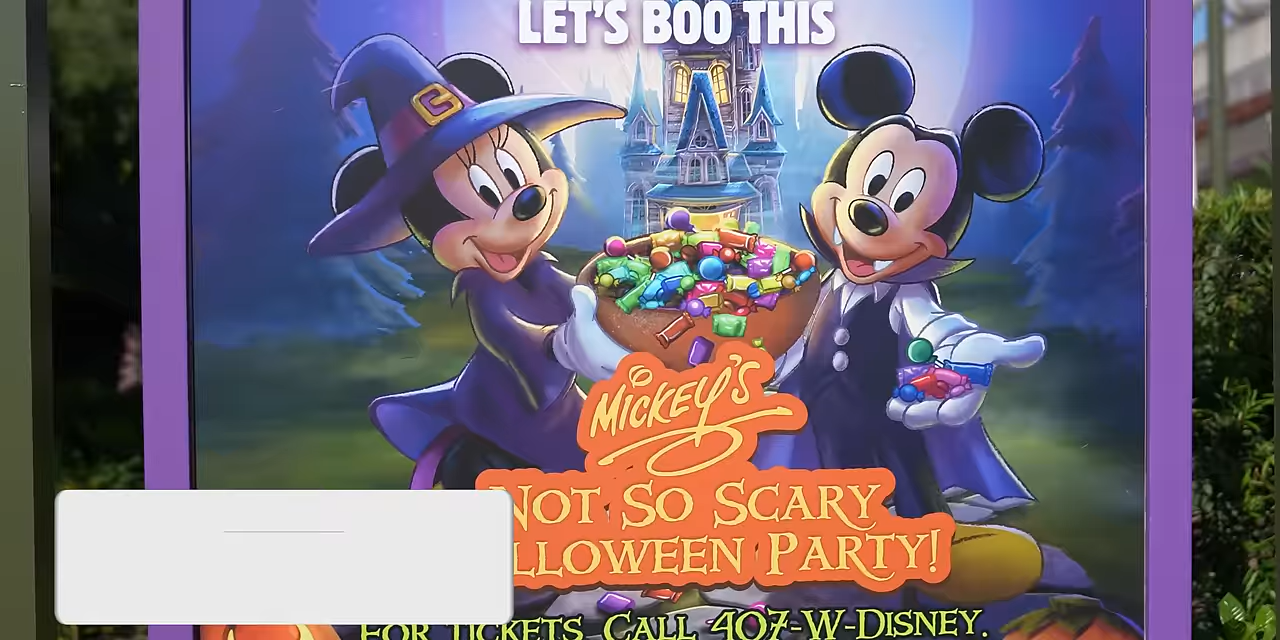 LET'S BOO THIS
MICKEY'S
NOT SO SCARY
LLOWEEN PARTY!
FOR TICKETS, CALL 407-W-DISNEY.